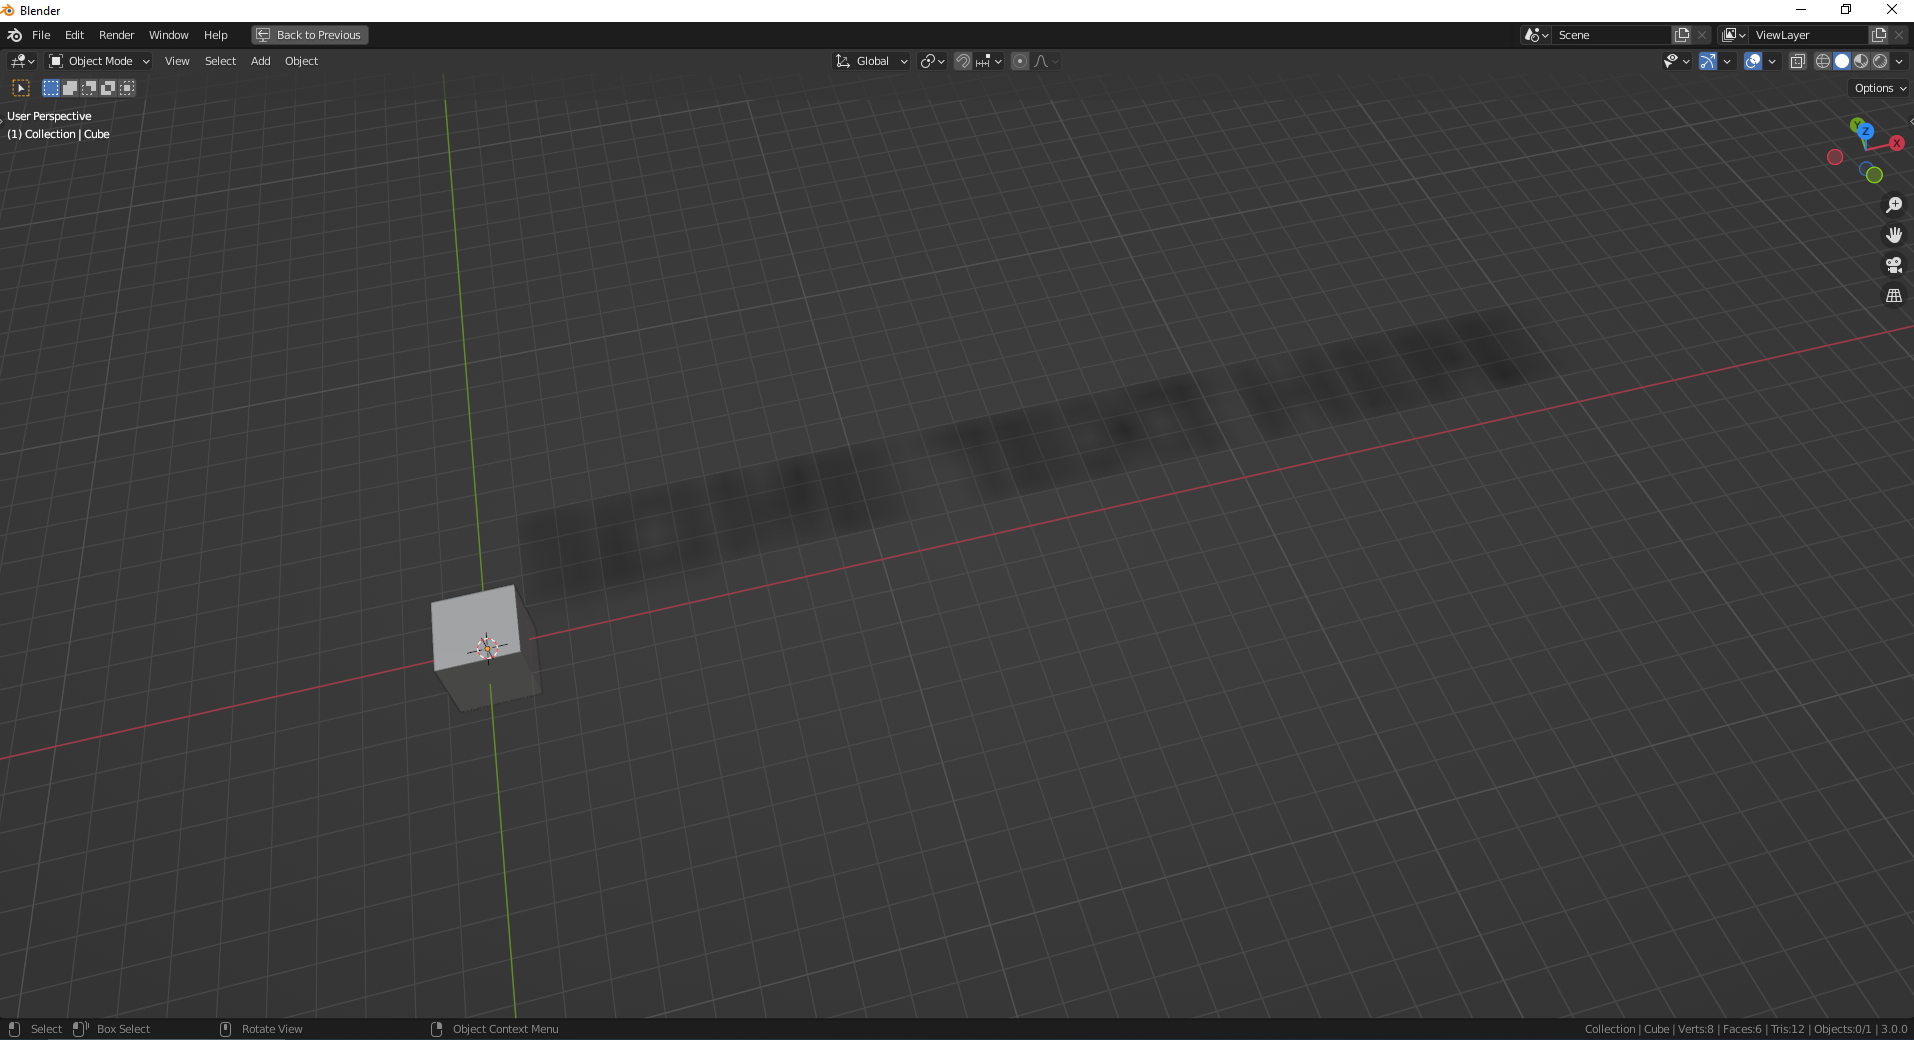 Blender
File Edit Render Window Help Back to Previous Scene ViewLayer
Object Mode View Select Add Object Global
Options
User Perspective
(1) Collection | Cube
Y
Z
X
Select Box Select Rotate View Object Context Menu Collection | Cube | Verts:8 | Faces:6 | Tris:12 | Objects:0/1 | 3.0.0